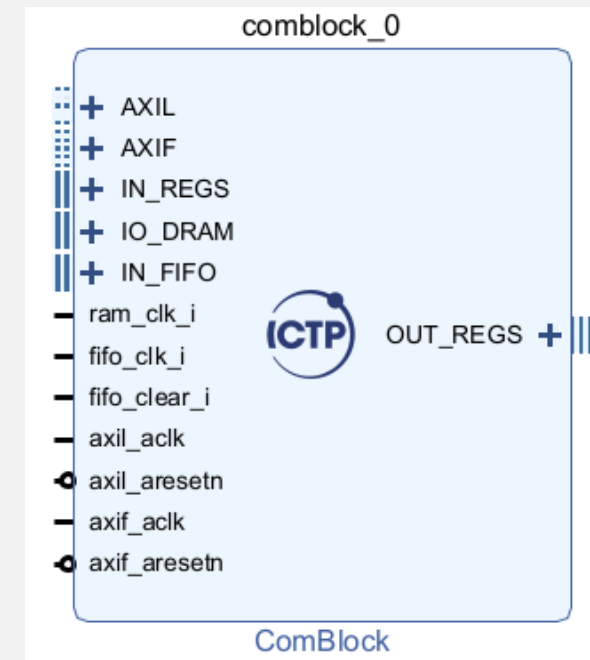 comblock_0
AXIL
AXIF
IN_REGS
IO_DRAM
IN_FIFO
ram_clk_i
fifo_clk_i
fifo_clear_i
axil_aclk
axil_aresetn
axif_aclk
axif_aresetn
ICTP
OUT_REGS
ComBlock